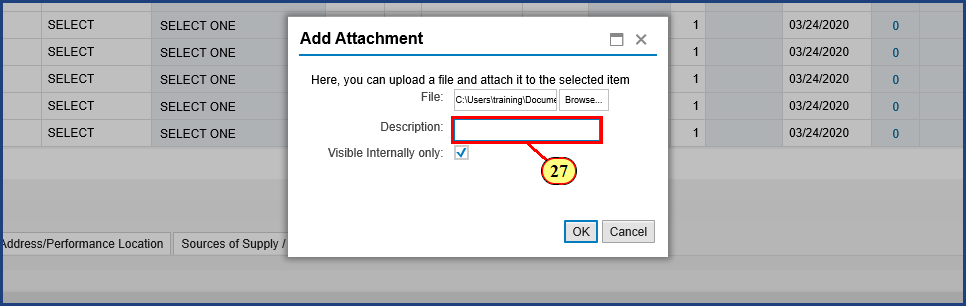 SELECT SELECT ONE 1 03/24/2020 0
SELECT SELECT ONE 1 03/24/2020 0
SELECT SELECT ONE 1 03/24/2020 0
SELECT SELECT ONE 1 03/24/2020 0
SELECT SELECT ONE 1 03/24/2020 0
Add Attachment
Here, you can upload a file and attach it to the selected item
File: C:\Users\training\Docume Browse...
Description:
Visible Internally only:
27
OK Cancel
Address/Performance Location Sources of Supply /